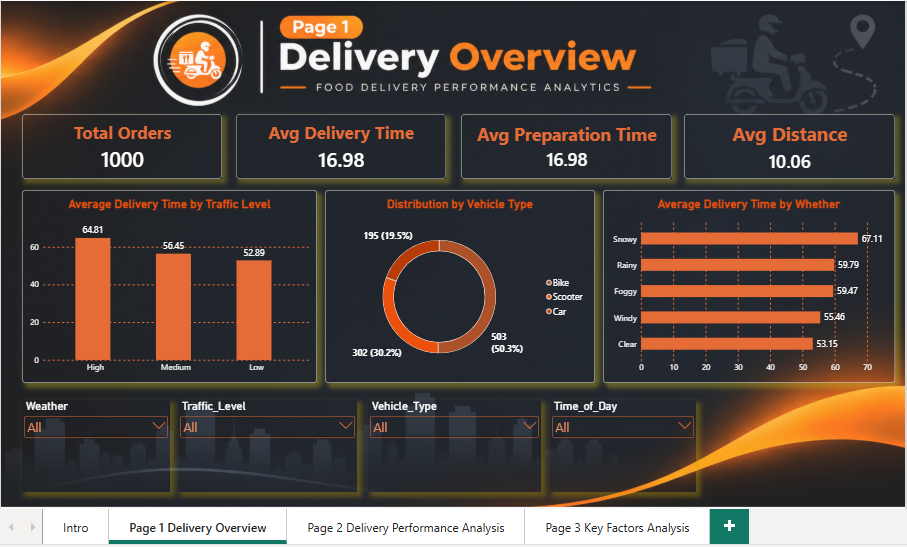 Page 1
Delivery Overview
FOOD DELIVERY PERFORMANCE ANALYTICS
Total Orders
1000
Avg Delivery Time
16.98
Avg Preparation Time
16.98
Avg Distance
10.06
Average Delivery Time by Traffic Level
64.81
56.45
52.89
60
40
20
0
High Medium Low
Distribution by Vehicle Type
195 (19.5%)
302 (30.2%)
503
(50.3%)
Bike
Scooter
Car
Average Delivery Time by Whether
Snowy 67.11
Rainy 59.79
Foggy 59.47
Windy 55.46
Clear 53.15
0 10 20 30 40 50 60 70
Weather
All
Traffic_Level
All
Vehicle_Type
All
Time_of_Day
All
Intro
Page 1 Delivery Overview
Page 2 Delivery Performance Analysis
Page 3 Key Factors Analysis
+